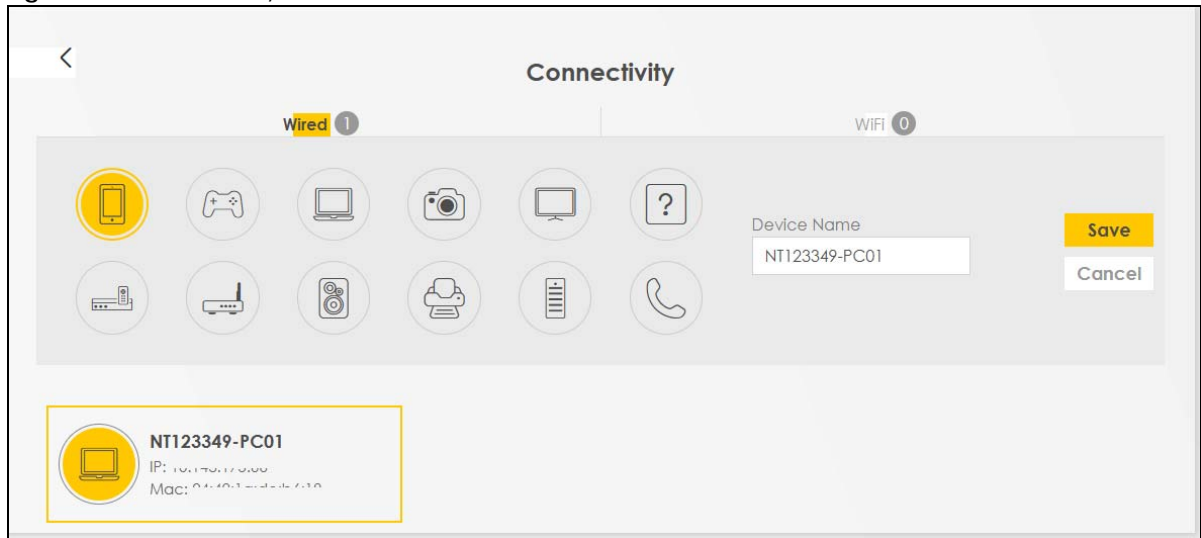 Connectivity
Wired 1
WiFi 0
?
Device Name
NT123349-PC01
Save
Cancel
NT123349-PC01
IP:
Mac: